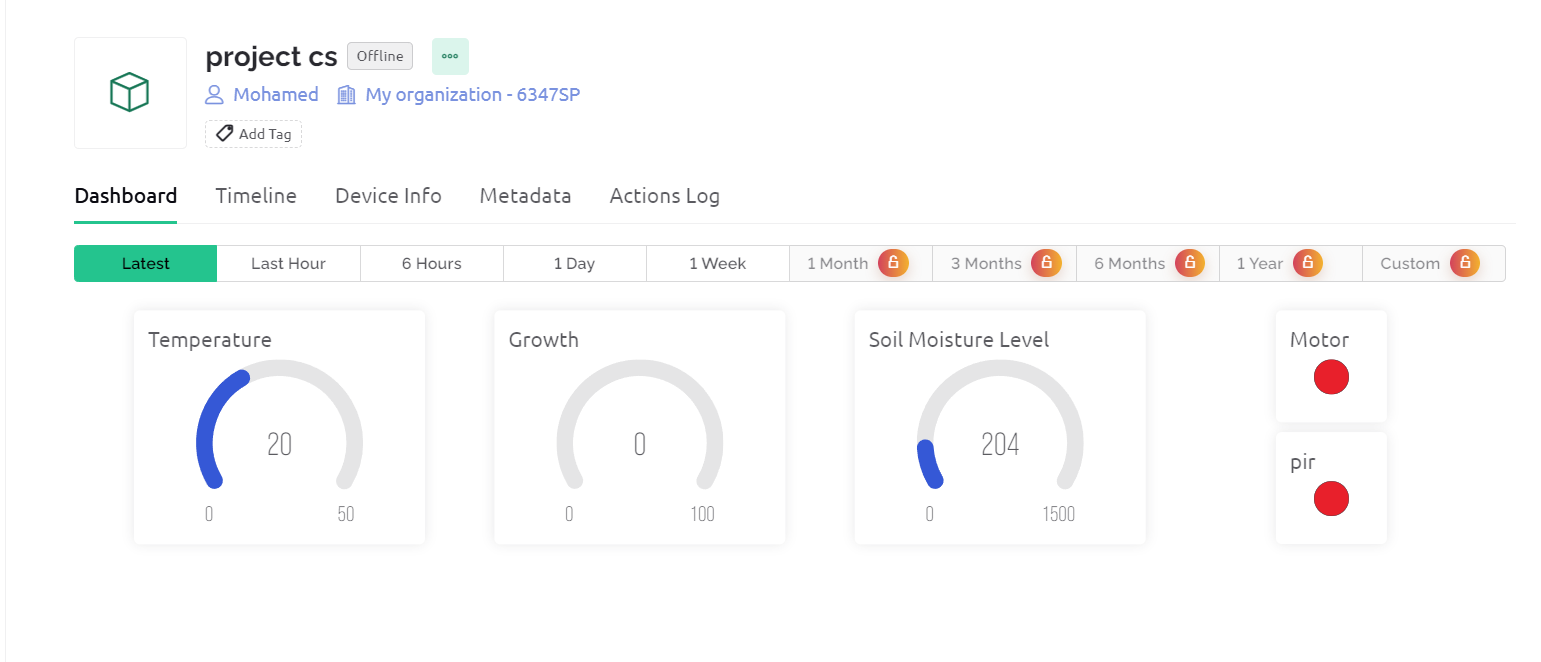 project cs Offline
Mohamed My organization - 6347SP
Add Tag
Dashboard Timeline Device Info Metadata Actions Log
Latest Last Hour 6 Hours 1 Day 1 Week 1 Month 3 Months 6 Months 1 Year Custom
Temperature
20
0 50
Growth
0
0 100
Soil Moisture Level
204
0 1500
Motor
pir